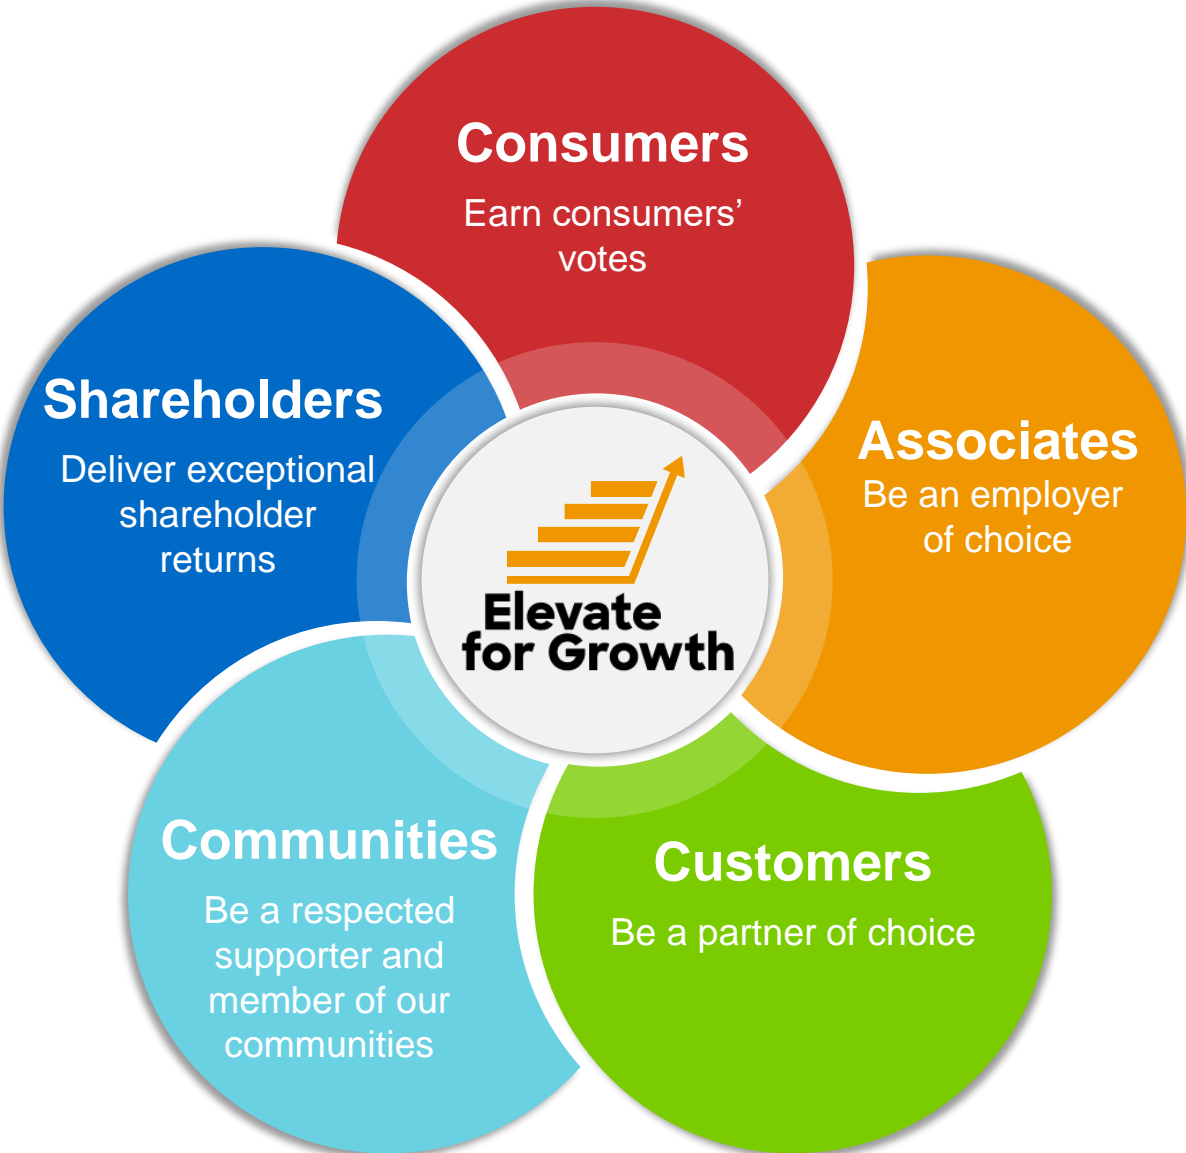 Consumers
Earn consumers’
votes
Shareholders
Deliver exceptional
shareholder
returns
Associates
Be an employer
of choice
Elevate
for Growth
Communities
Be a respected
supporter and
member of our
communities
Customers
Be a partner of choice